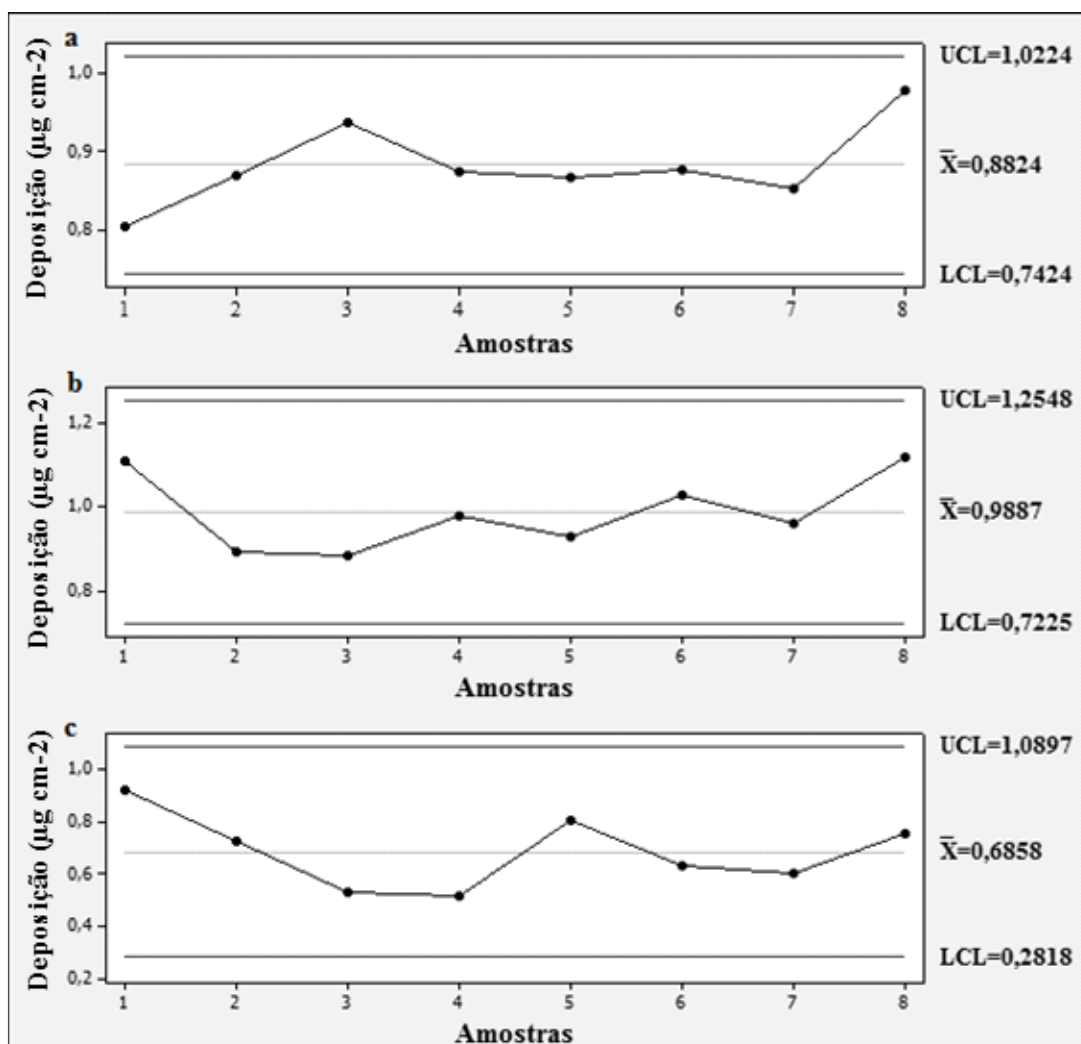 a
Deposição (µg cm-2)
1,0
0,9
0,8
UCL=1,0224
X̅=0,8824
LCL=0,7424
1 2 3 4 5 6 7 8
Amostras
b
Deposição (µg cm-2)
1,2
1,0
0,8
UCL=1,2548
X̅=0,9887
LCL=0,7225
1 2 3 4 5 6 7 8
Amostras
c
Deposição (µg cm-2)
1,0
0,8
0,6
0,4
0,2
UCL=1,0897
X̅=0,6858
LCL=0,2818
1 2 3 4 5 6 7 8
Amostras